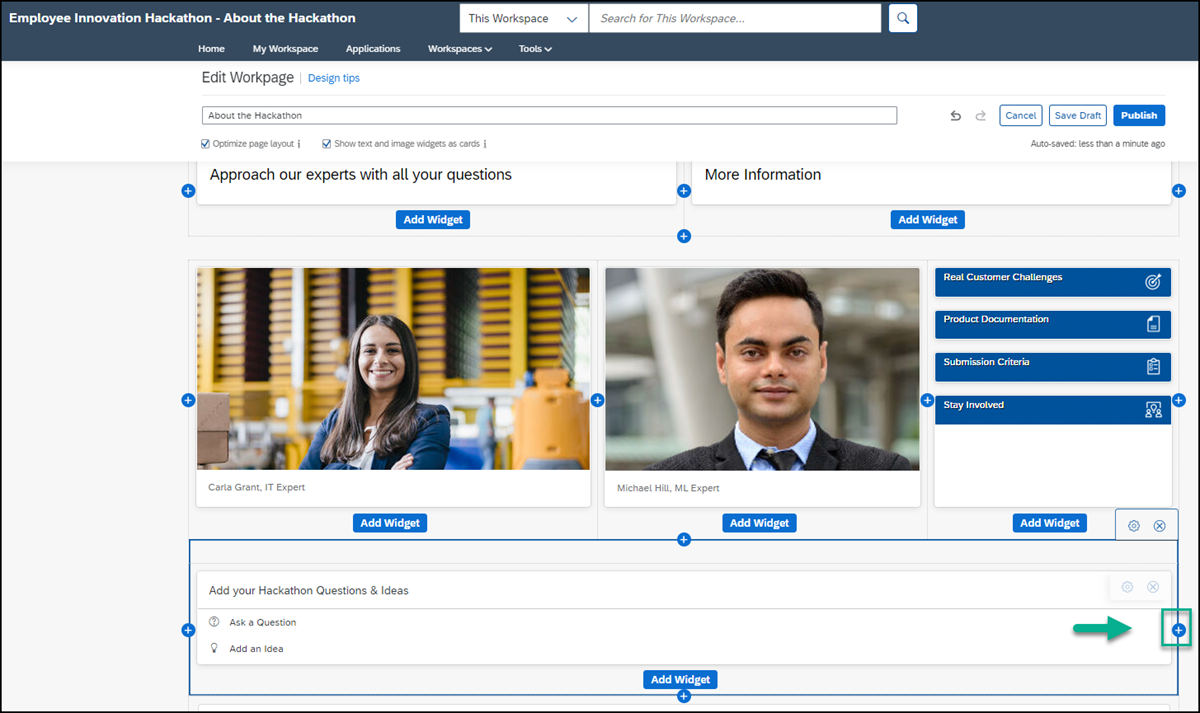 Employee Innovation Hackathon - About the Hackathon
This Workspace
Search for This Workspace...
Home
My Workspace
Applications
Workspaces
Tools
Edit Workpage
Design tips
About the Hackathon
Cancel
Save Draft
Publish
Optimize page layout
Show text and image widgets as cards
Auto-saved: less than a minute ago
Approach our experts with all your questions
More Information
Add Widget
Add Widget
Real Customer Challenges
Product Documentation
Submission Criteria
Stay Involved
Carla Grant, IT Expert
Michael Hill, ML Expert
Add Widget
Add Widget
Add Widget
Add your Hackathon Questions & Ideas
Ask a Question
Add an Idea
Add Widget